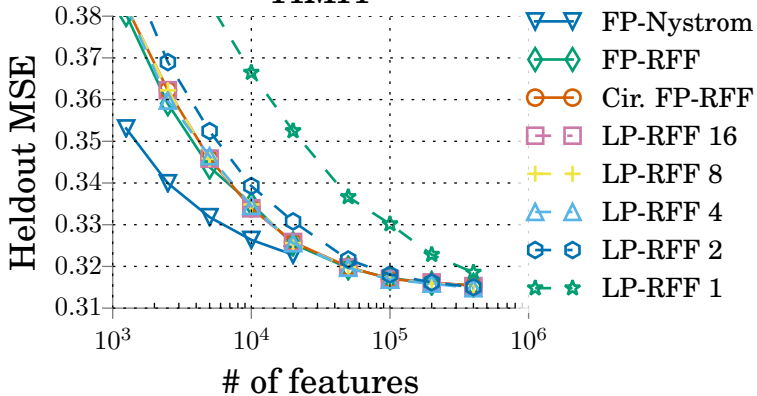 0.38
0.37
0.36
0.35
0.34
0.33
0.32
0.31
Heldout MSE
10³
10⁴
10⁵
10⁶
# of features
FP-Nystrom
FP-RFF
Cir. FP-RFF
LP-RFF 16
LP-RFF 8
LP-RFF 4
LP-RFF 2
LP-RFF 1